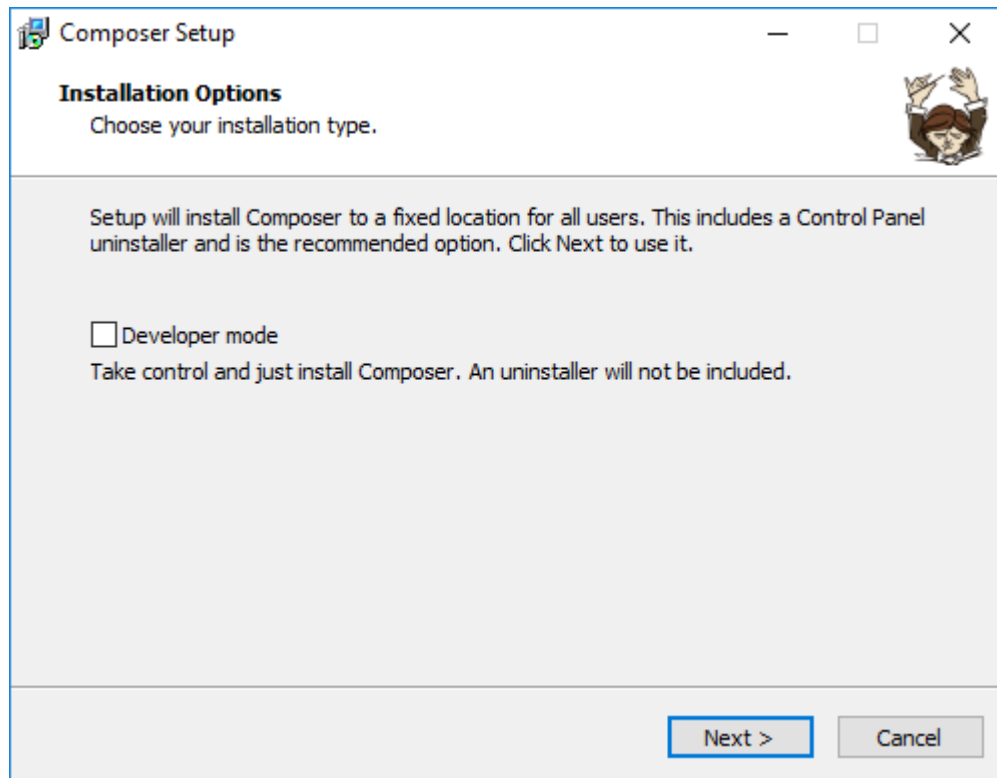 Composer Setup
Installation Options
Choose your installation type.
Setup will install Composer to a fixed location for all users. This includes a Control Panel
uninstaller and is the recommended option. Click Next to use it.
Developer mode
Take control and just install Composer. An uninstaller will not be included.
Next >
Cancel